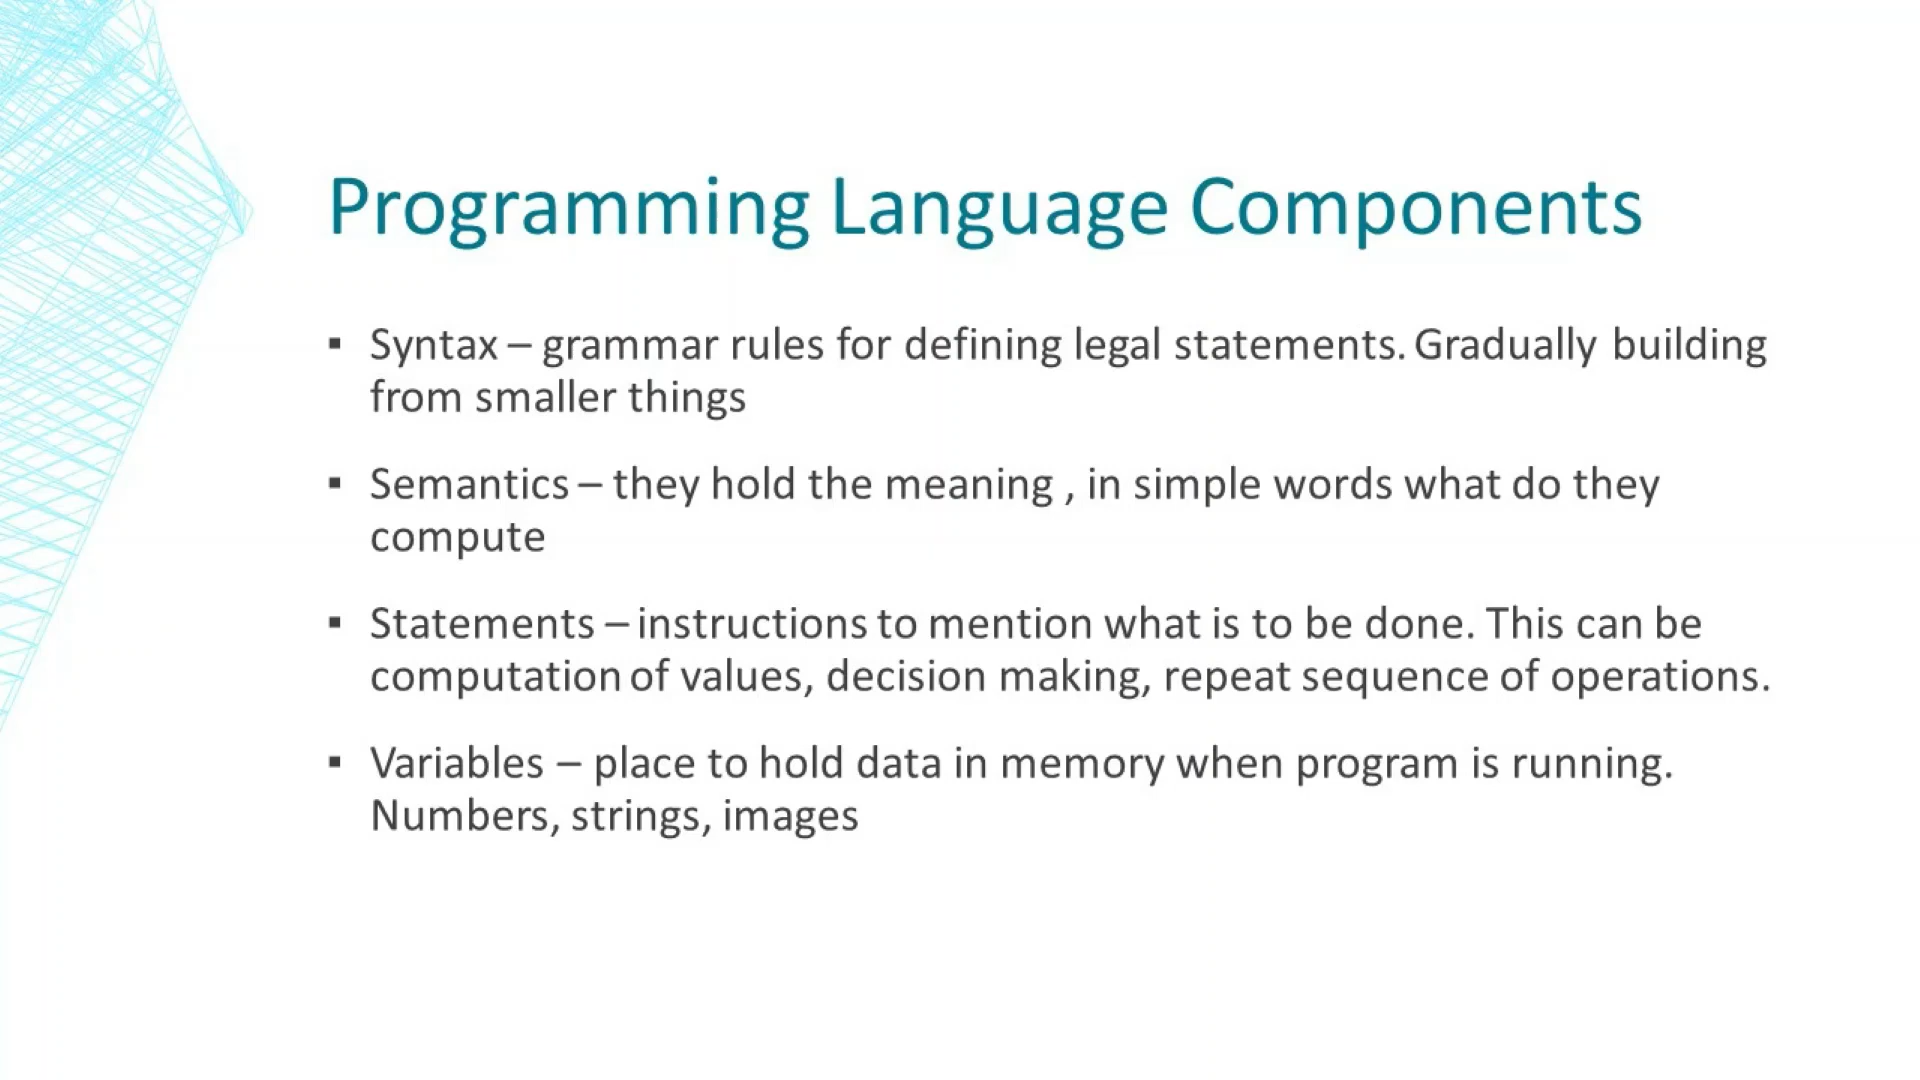 Programming Language Components
▪ Syntax – grammar rules for defining legal statements. Gradually building
from smaller things
▪ Semantics – they hold the meaning , in simple words what do they
compute
▪ Statements – instructions to mention what is to be done. This can be
computation of values, decision making, repeat sequence of operations.
▪ Variables – place to hold data in memory when program is running.
Numbers, strings, images